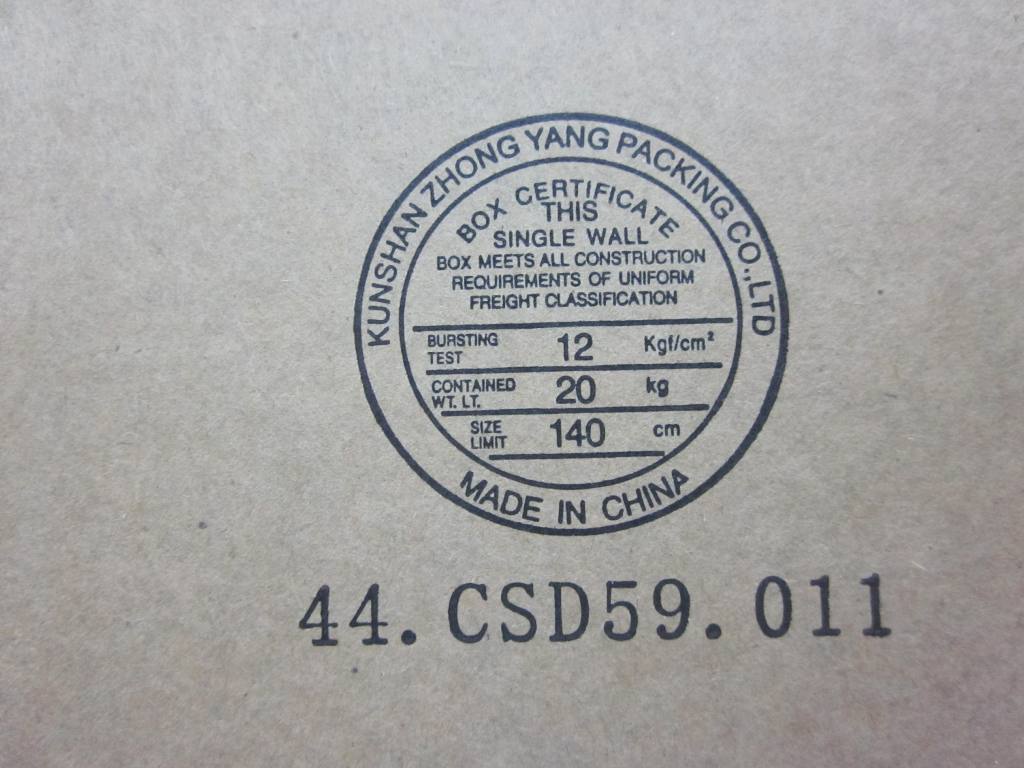 KUNSHAN ZHONG YANG PACKING CO.,LTD
BOX CERTIFICATE
THIS
SINGLE WALL
BOX MEETS ALL CONSTRUCTION
REQUIREMENTS OF UNIFORM
FREIGHT CLASSIFICATION
BURSTING
TEST 12 Kgf/cm²
CONTAINED
WT. LT. 20 kg
SIZE
LIMIT 140 cm
MADE IN CHINA
44.CSD59.011